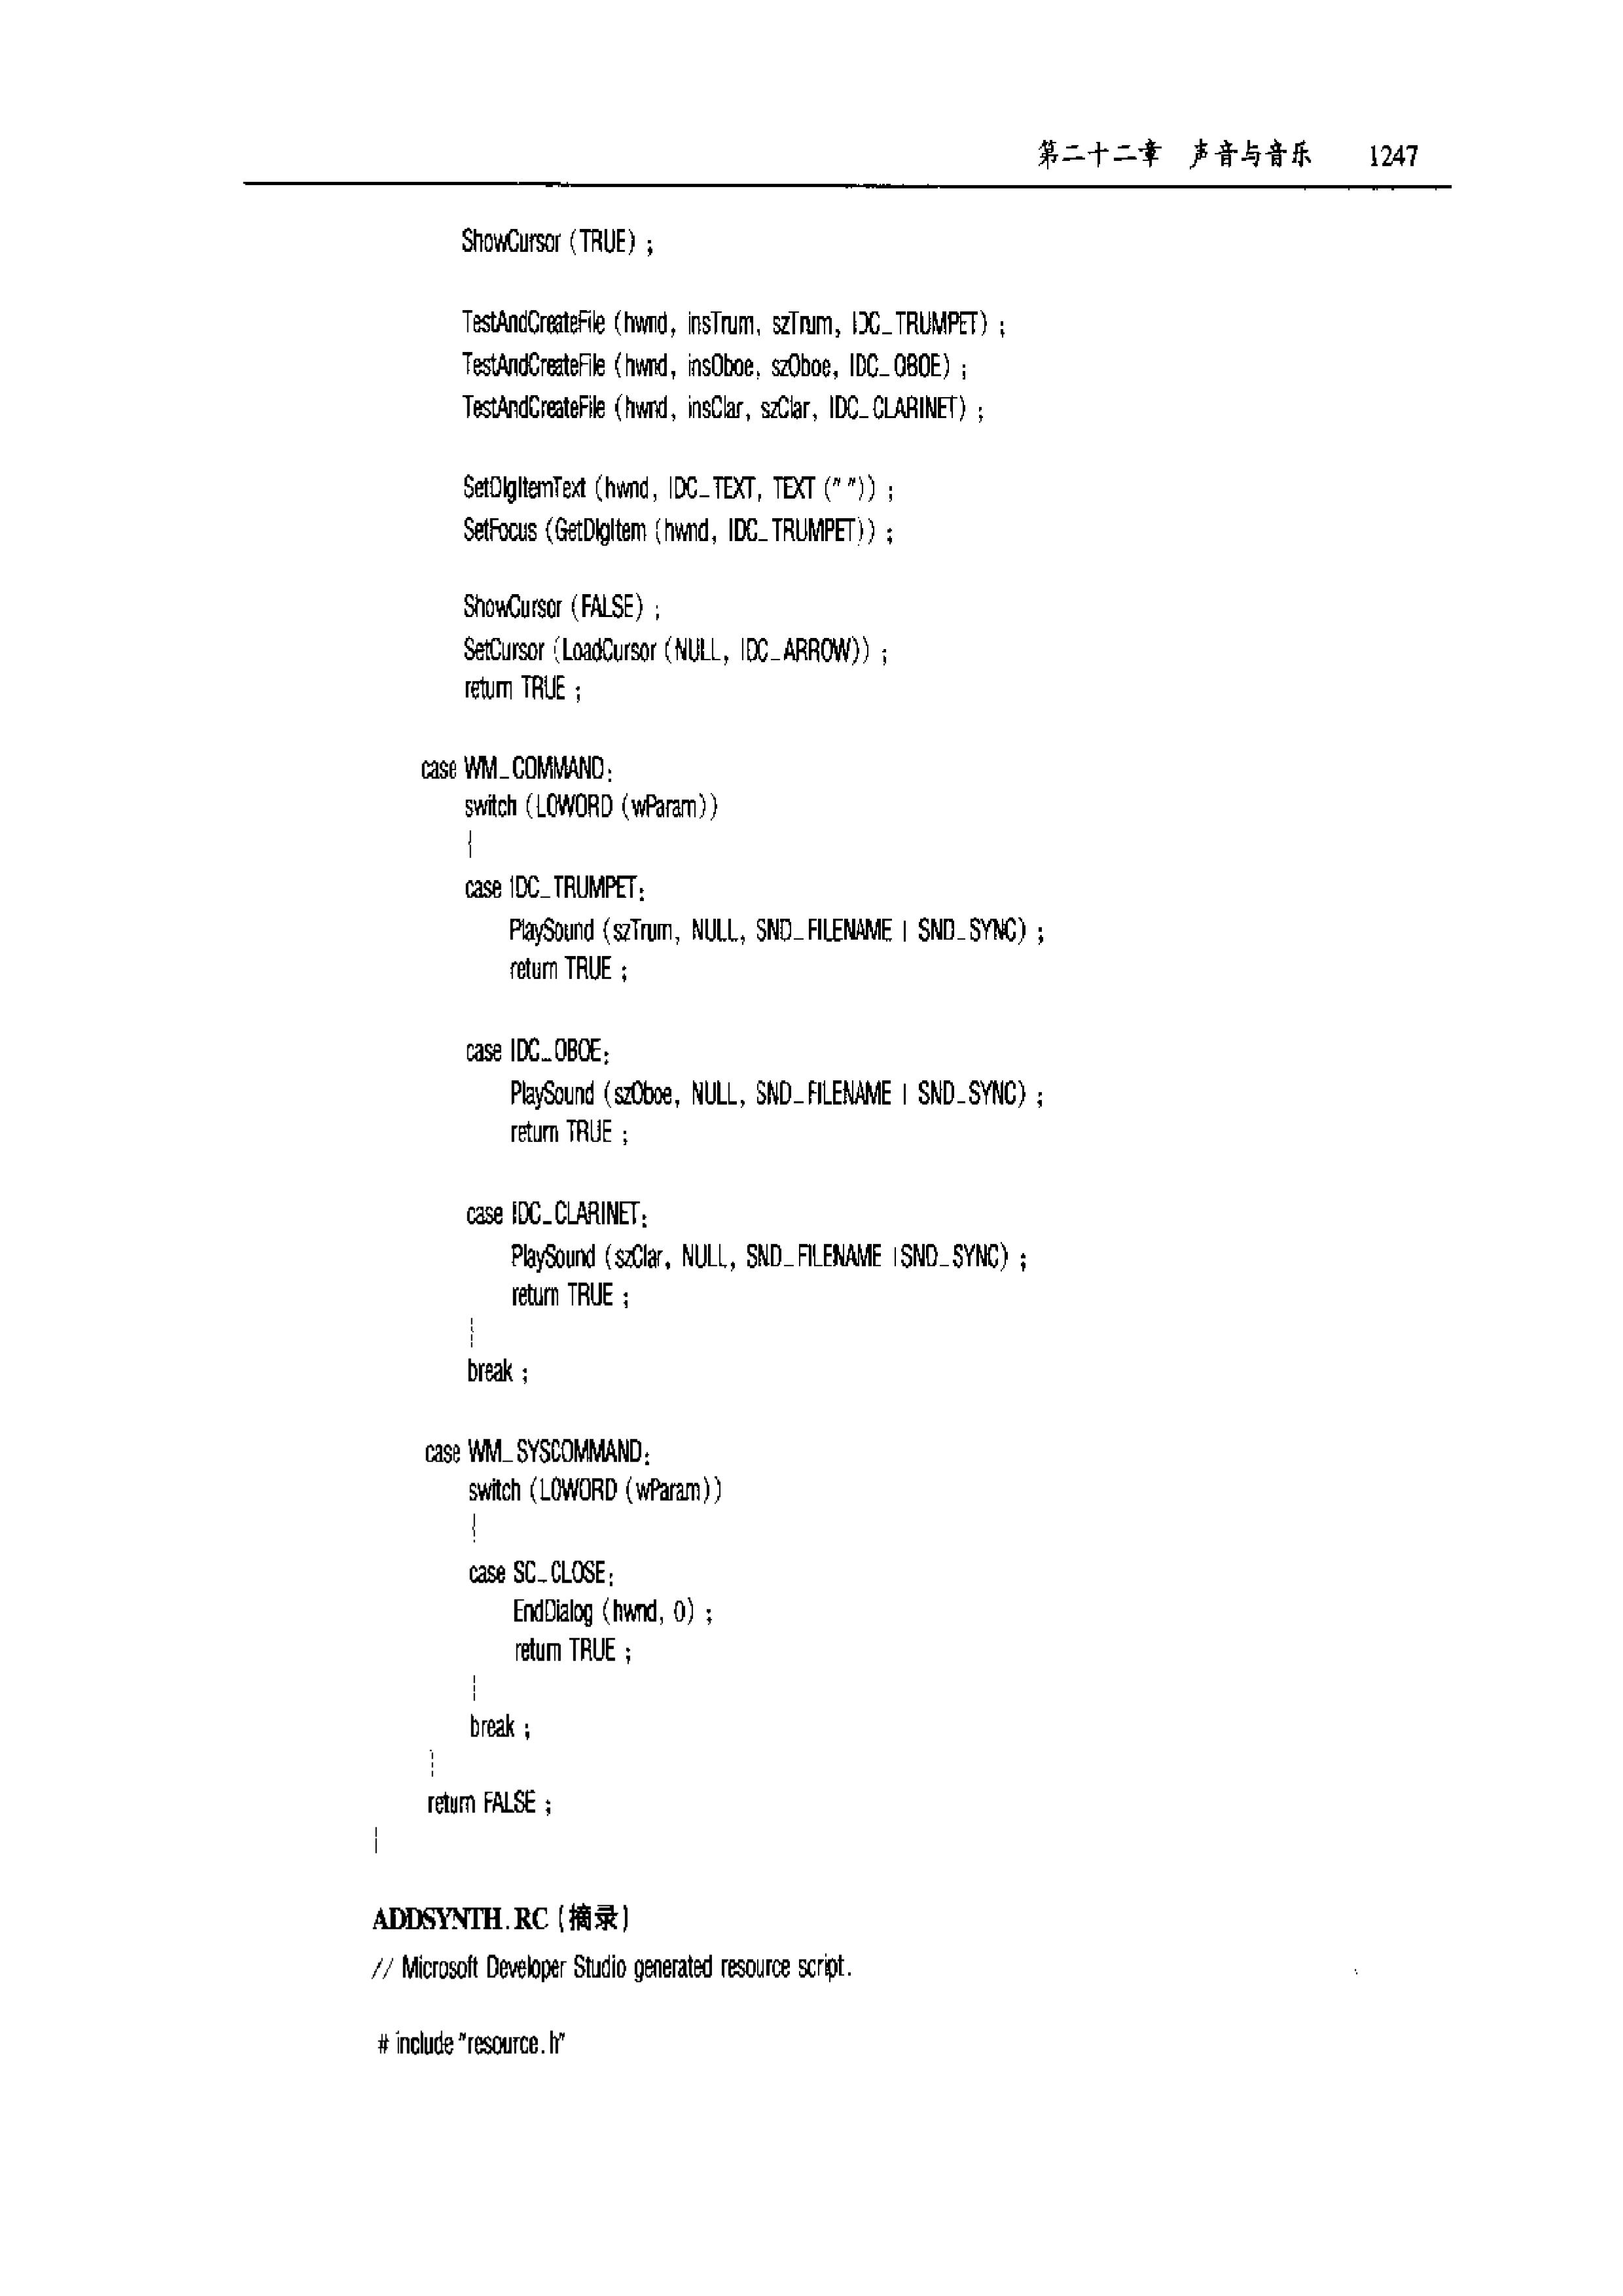 第二十二章 声音与音乐 1247
ShowCursor (TRUE) ;
TestAndCreateFile (hwnd, insTrum, szTrum, IDC_TRUMPET) ;
TestAndCreateFile (hwnd, insOboe, szOboe, IDC_OBOE) ;
TestAndCreateFile (hwnd, insClar, szClar, IDC_CLARINET) ;
SetDlgItemText (hwnd, IDC_TEXT, TEXT (" ")) ;
SetFocus (GetDlgItem (hwnd, IDC_TRUMPET)) ;
ShowCursor (FALSE) ;
SetCursor (LoadCursor (NULL, IDC_ARROW)) ;
return TRUE ;
case WM_COMMAND:
switch (LOWORD (wParam))
{
case IDC_TRUMPET:
PlaySound (szTrum, NULL, SND_FILENAME | SND_SYNC) ;
return TRUE ;
case IDC_OBOE:
PlaySound (szOboe, NULL, SND_FILENAME | SND_SYNC) ;
return TRUE ;
case IDC_CLARINET:
PlaySound (szClar, NULL, SND_FILENAME | SND_SYNC) ;
return TRUE ;
}
break ;
case WM_SYSCOMMAND:
switch (LOWORD (wParam))
{
case SC_CLOSE:
EndDialog (hwnd, 0) ;
return TRUE ;
}
break ;
}
return FALSE ;
}
ADDSYNTH.RC (摘录)
// Microsoft Developer Studio generated resource script.
# include "resource.h"